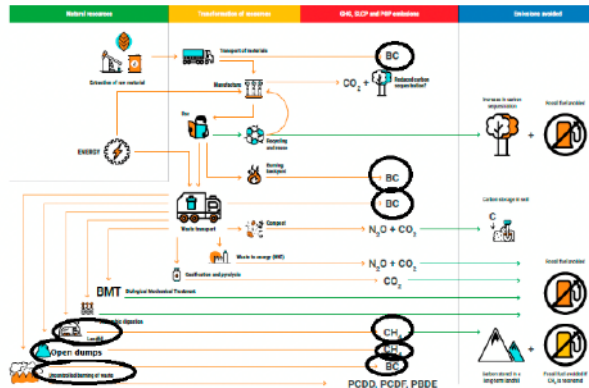 Natural resources
Transformation of resources
GHG, SLCP and POP emissions
Emissions avoided
Transport of materials
BC
Extraction of raw material
Manufacture
CO2 +
Reduced carbon
sequestration?
Use
Increase in carbon
sequestration
+
Fossil fuel avoided
ENERGY
Recycling
and reuse
Burning
backyard
BC
BC
Carbon storage in soil
Waste transport
Compost
N2O + CO2
C
Waste to energy (WtE)
N2O + CO2
Fossil fuel avoided
Gasification and pyrolysis
CO2
BMT
Biological Mechanical Treatment
digestion
Landfill
CH4
Open dumps
CH4
+
Uncontrolled burning of waste
BC
Carbon stored in a
long term landfill
Fossil fuel avoided if
CH4 is recovered
PCDD, PCDF, PBDE